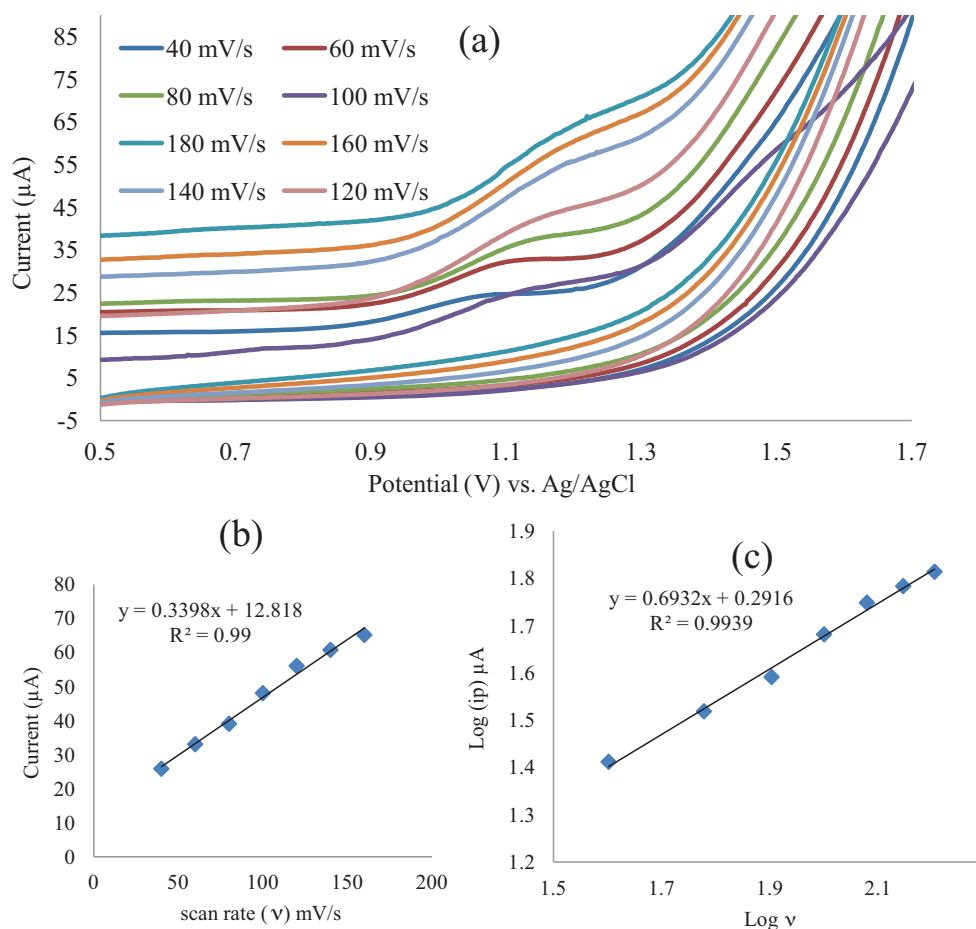 (a)
40 mV/s 60 mV/s
80 mV/s 100 mV/s
180 mV/s 160 mV/s
140 mV/s 120 mV/s
85
75
65
55
45
35
25
15
5
-5
Current (µA)
0.5 0.7 0.9 1.1 1.3 1.5 1.7
Potential (V) vs. Ag/AgCl
(b)
y = 0.3398x + 12.818
R² = 0.99
80
70
60
50
40
30
20
10
0
Current (µA)
0 50 100 150 200
scan rate (ν) mV/s
(c)
y = 0.6932x + 0.2916
R² = 0.9939
1.9
1.8
1.7
1.6
1.5
1.4
1.3
1.2
Log (ip) µA
1.5 1.7 1.9 2.1
Log ν